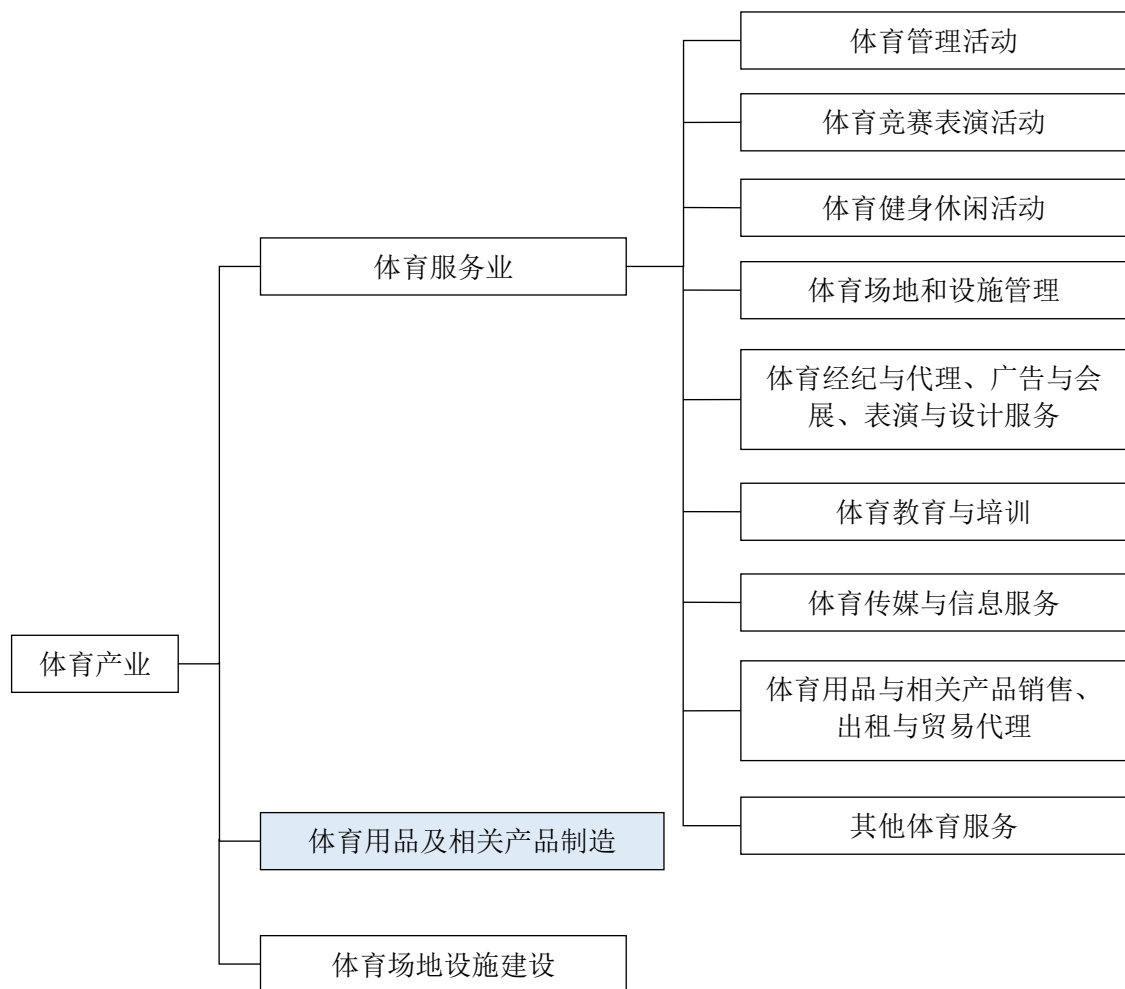 体育管理活动
体育竞赛表演活动
体育健身休闲活动
体育服务业
体育场地和设施管理
体育经纪与代理、广告与会
展、表演与设计服务
体育教育与培训
体育传媒与信息服务
体育产业
体育用品与相关产品销售、
出租与贸易代理
体育用品及相关产品制造
其他体育服务
体育场地设施建设